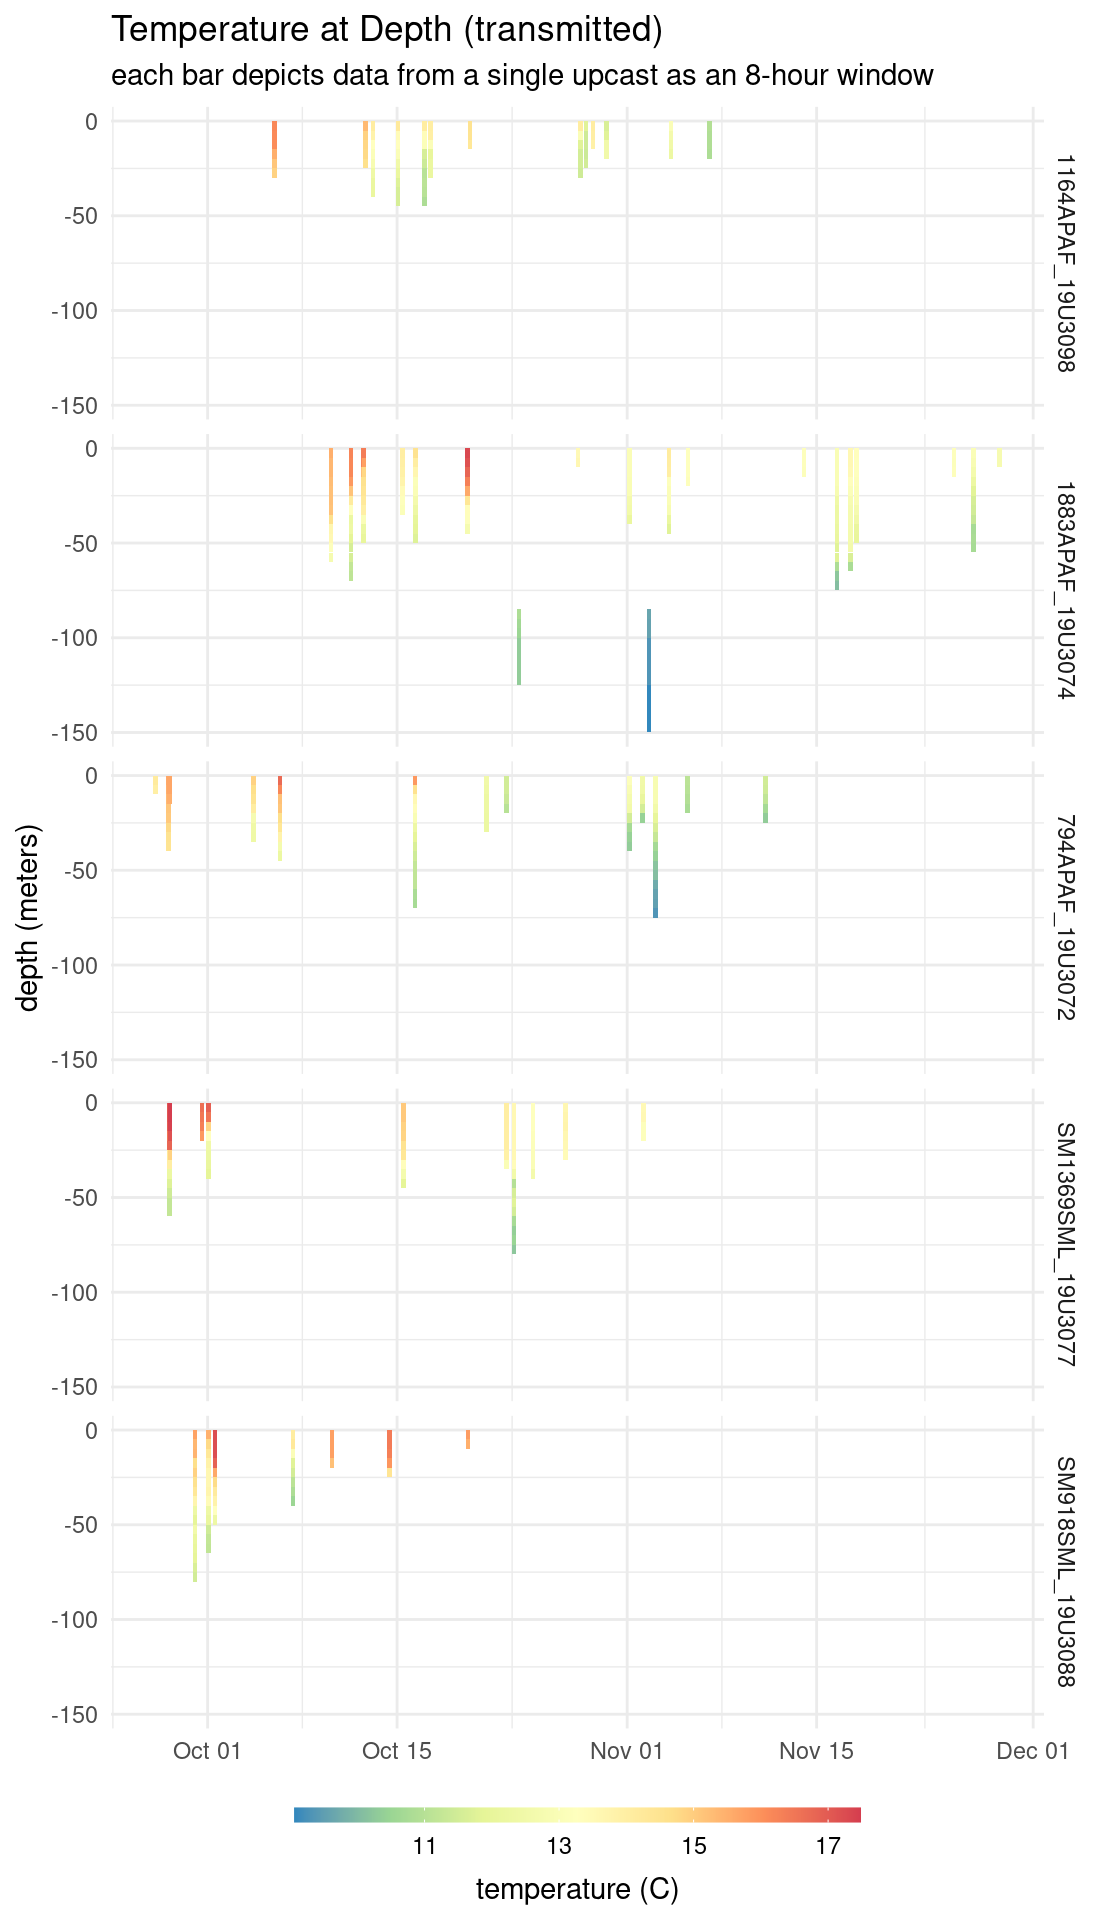 Temperature at Depth (transmitted)
each bar depicts data from a single upcast as an 8-hour window
depth (meters)
0
-50
-100
-150
1164APAF_19U3098
0
-50
-100
-150
1883APAF_19U3074
0
-50
-100
-150
794APAF_19U3072
0
-50
-100
-150
SM1369SML_19U3077
0
-50
-100
-150
SM918SML_19U3088
Oct 01 Oct 15 Nov 01 Nov 15 Dec 01
11 13 15 17
temperature (C)